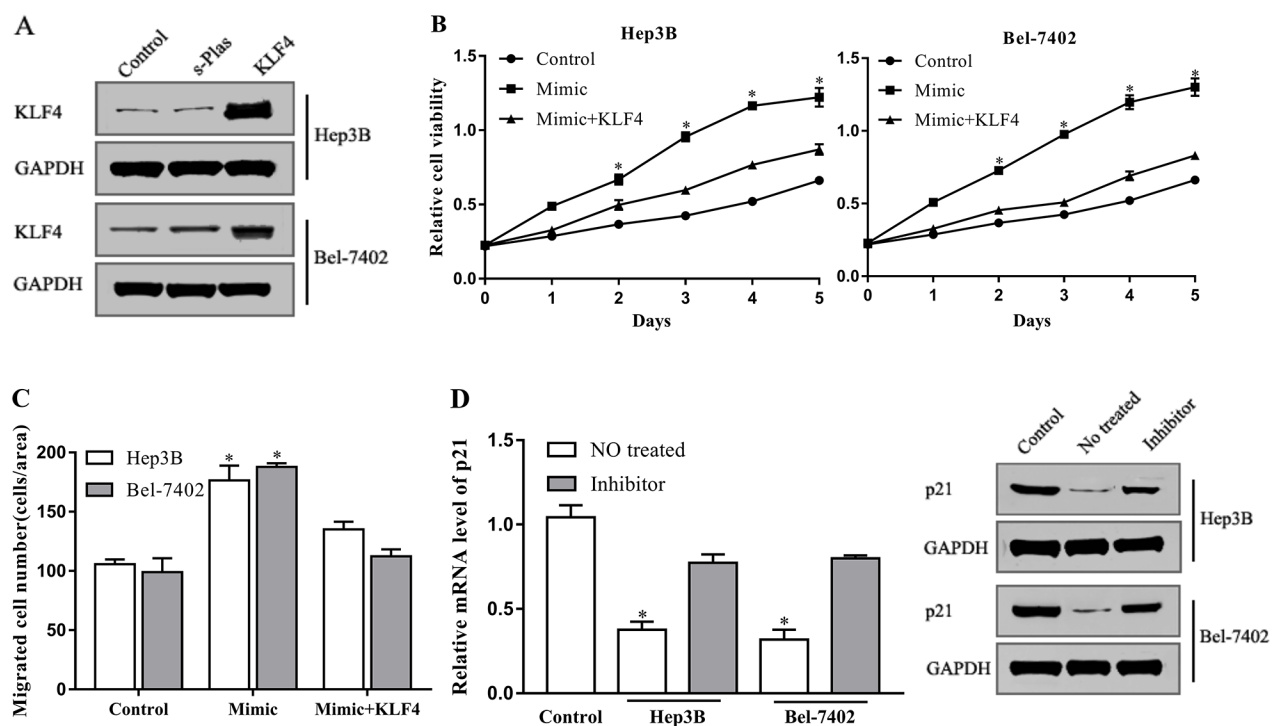 A
Control
s-Plas
KLF4
KLF4
GAPDH
Hep3B
KLF4
GAPDH
Bel-7402
B
Hep3B
Control
Mimic
Mimic+KLF4
Relative cell viability
1.5
1.0
0.5
0.0
* * * *
0 1 2 3 4 5
Days
Bel-7402
Control
Mimic
Mimic+KLF4
1.5
1.0
0.5
0.0
* * * *
0 1 2 3 4 5
Days
C
Migrated cell number(cells/area)
200
150
100
50
0
Hep3B
Bel-7402
* *
Control Mimic Mimic+KLF4
D
Relative mRNA level of p21
1.5
1.0
0.5
0.0
NO treated
Inhibitor
* *
Control Hep3B Bel-7402
Control
No treated
Inhibitor
p21
GAPDH
Hep3B
p21
GAPDH
Bel-7402